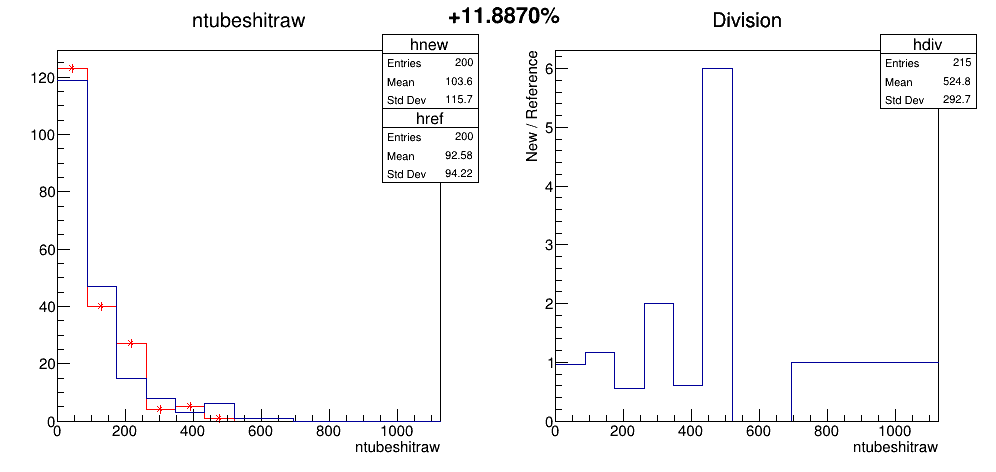 +11.8870%
ntubeshitraw
hnew
Entries 200
Mean 103.6
Std Dev 115.7
href
Entries 200
Mean 92.58
Std Dev 94.22
120
100
80
60
40
20
0
0 200 400 600 800 1000
ntubeshitraw
Division
hdiv
Entries 215
Mean 524.8
Std Dev 292.7
New / Reference
6
5
4
3
2
1
0
0 200 400 600 800 1000
ntubeshitraw